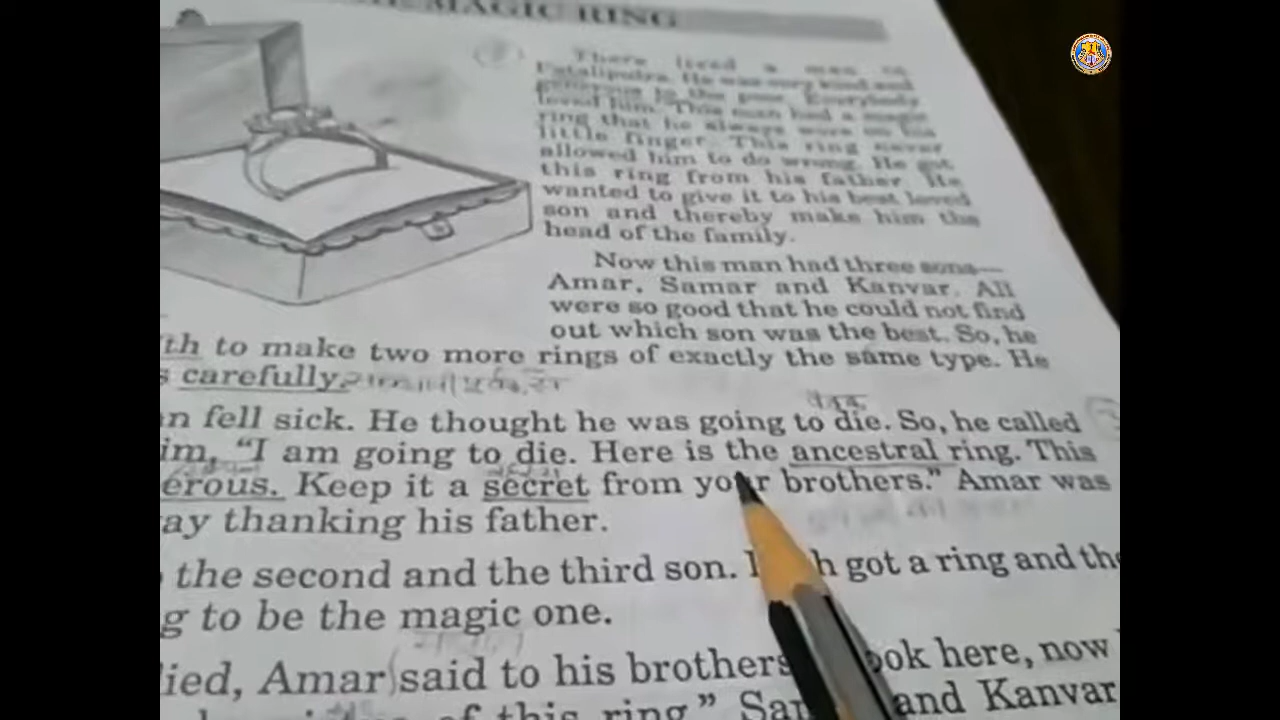 MAGIC RING
There lived a man in
Pataliputra. He was very kind and
generous to the poor. Everybody
loved him. This man had a magic
ring that he always wore on his
little finger. This ring never
allowed him to do wrong. He got
this ring from his father. He
wanted to give it to his best loved
son and thereby make him the
head of the family.
Now this man had three sons—
Amar, Samar and Kanvar. All
were so good that he could not find
out which son was the best. So, he
th to make two more rings of exactly the same type. He
s carefully.
n fell sick. He thought he was going to die. So, he called
im, "I am going to die. Here is the ancestral ring. This
erous. Keep it a secret from your brothers." Amar was
ay thanking his father.
the second and the third son. h got a ring and the
g to be the magic one.
ied, Amar said to his brothers ook here, now
of this ring." Sa and Kanvar